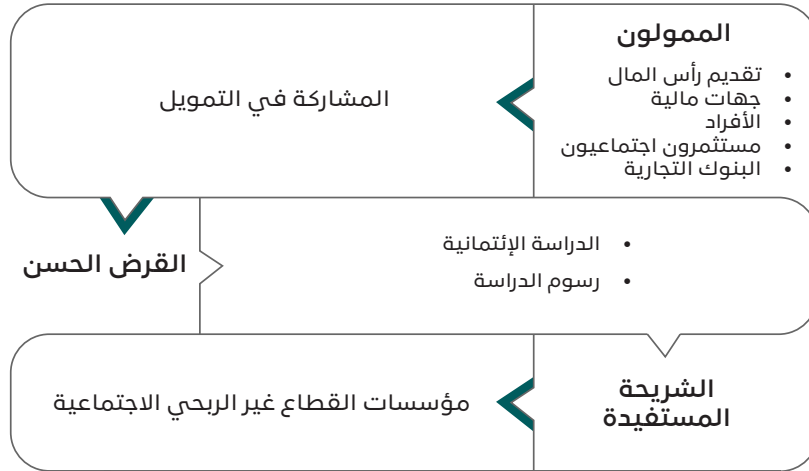 الممولون
• تقديم رأس المال
• جهات مالية
• الأفراد
• مستثمرون اجتماعيون
• البنوك التجارية
المشاركة في التمويل
القرض الحسن
• الدراسة الإئتمانية
• رسوم الدراسة
الشريحة
المستفيدة
مؤسسات القطاع غير الربحي الاجتماعية